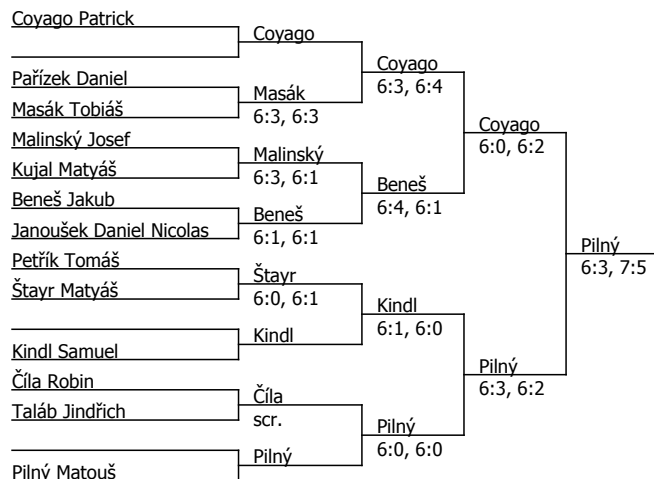 Coyago Patrick
Coyago
Pařízek Daniel
Coyago
6:3, 6:4
Masák
Masák Tobiáš
6:3, 6:3
Coyago
Malinský Josef
6:0, 6:2
Malinský
Kujal Matyáš
6:3, 6:1
Beneš
Beneš Jakub
6:4, 6:1
Beneš
Janoušek Daniel Nicolas
6:1, 6:1
Pilný
Petřík Tomáš
6:3, 7:5
Štayr
Štayr Matyáš
6:0, 6:1
Kindl
6:1, 6:0
Kindl
Kindl Samuel
Pilný
Číla Robin
6:3, 6:2
Číla
Taláb Jindřich
scr.
Pilný
6:0, 6:0
Pilný
Pilný Matouš